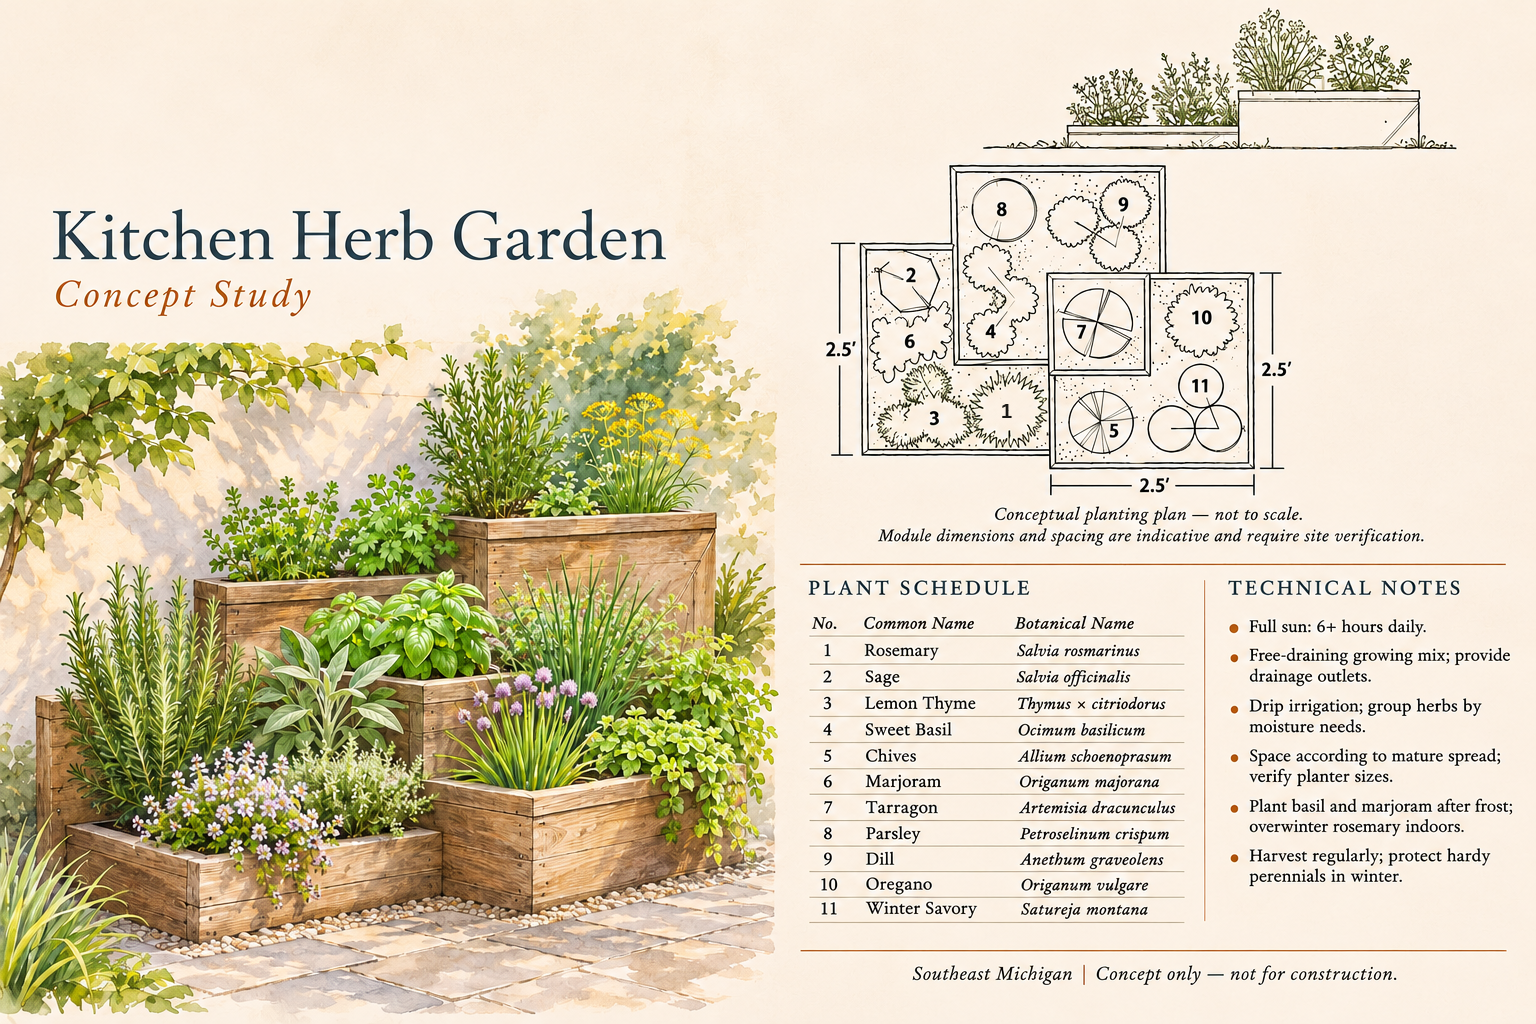 Kitchen Herb Garden
Concept Study
8
9
2
6
4
7
10
3
1
5
11
2.5′
2.5′
2.5′
Conceptual planting plan — not to scale.
Module dimensions and spacing are indicative and require site verification.
PLANT SCHEDULE
No. Common Name Botanical Name
1 Rosemary Salvia rosmarinus
2 Sage Salvia officinalis
3 Lemon Thyme Thymus × citriodorus
4 Sweet Basil Ocimum basilicum
5 Chives Allium schoenoprasum
6 Marjoram Origanum majorana
7 Tarragon Artemisia dracunculus
8 Parsley Petroselinum crispum
9 Dill Anethum graveolens
10 Oregano Origanum vulgare
11 Winter Savory Satureja montana
TECHNICAL NOTES
• Full sun: 6+ hours daily.
• Free-draining growing mix; provide
drainage outlets.
• Drip irrigation; group herbs by
moisture needs.
• Space according to mature spread;
verify planter sizes.
• Plant basil and marjoram after frost;
overwinter rosemary indoors.
• Harvest regularly; protect hardy
perennials in winter.
Southeast Michigan | Concept only — not for construction.